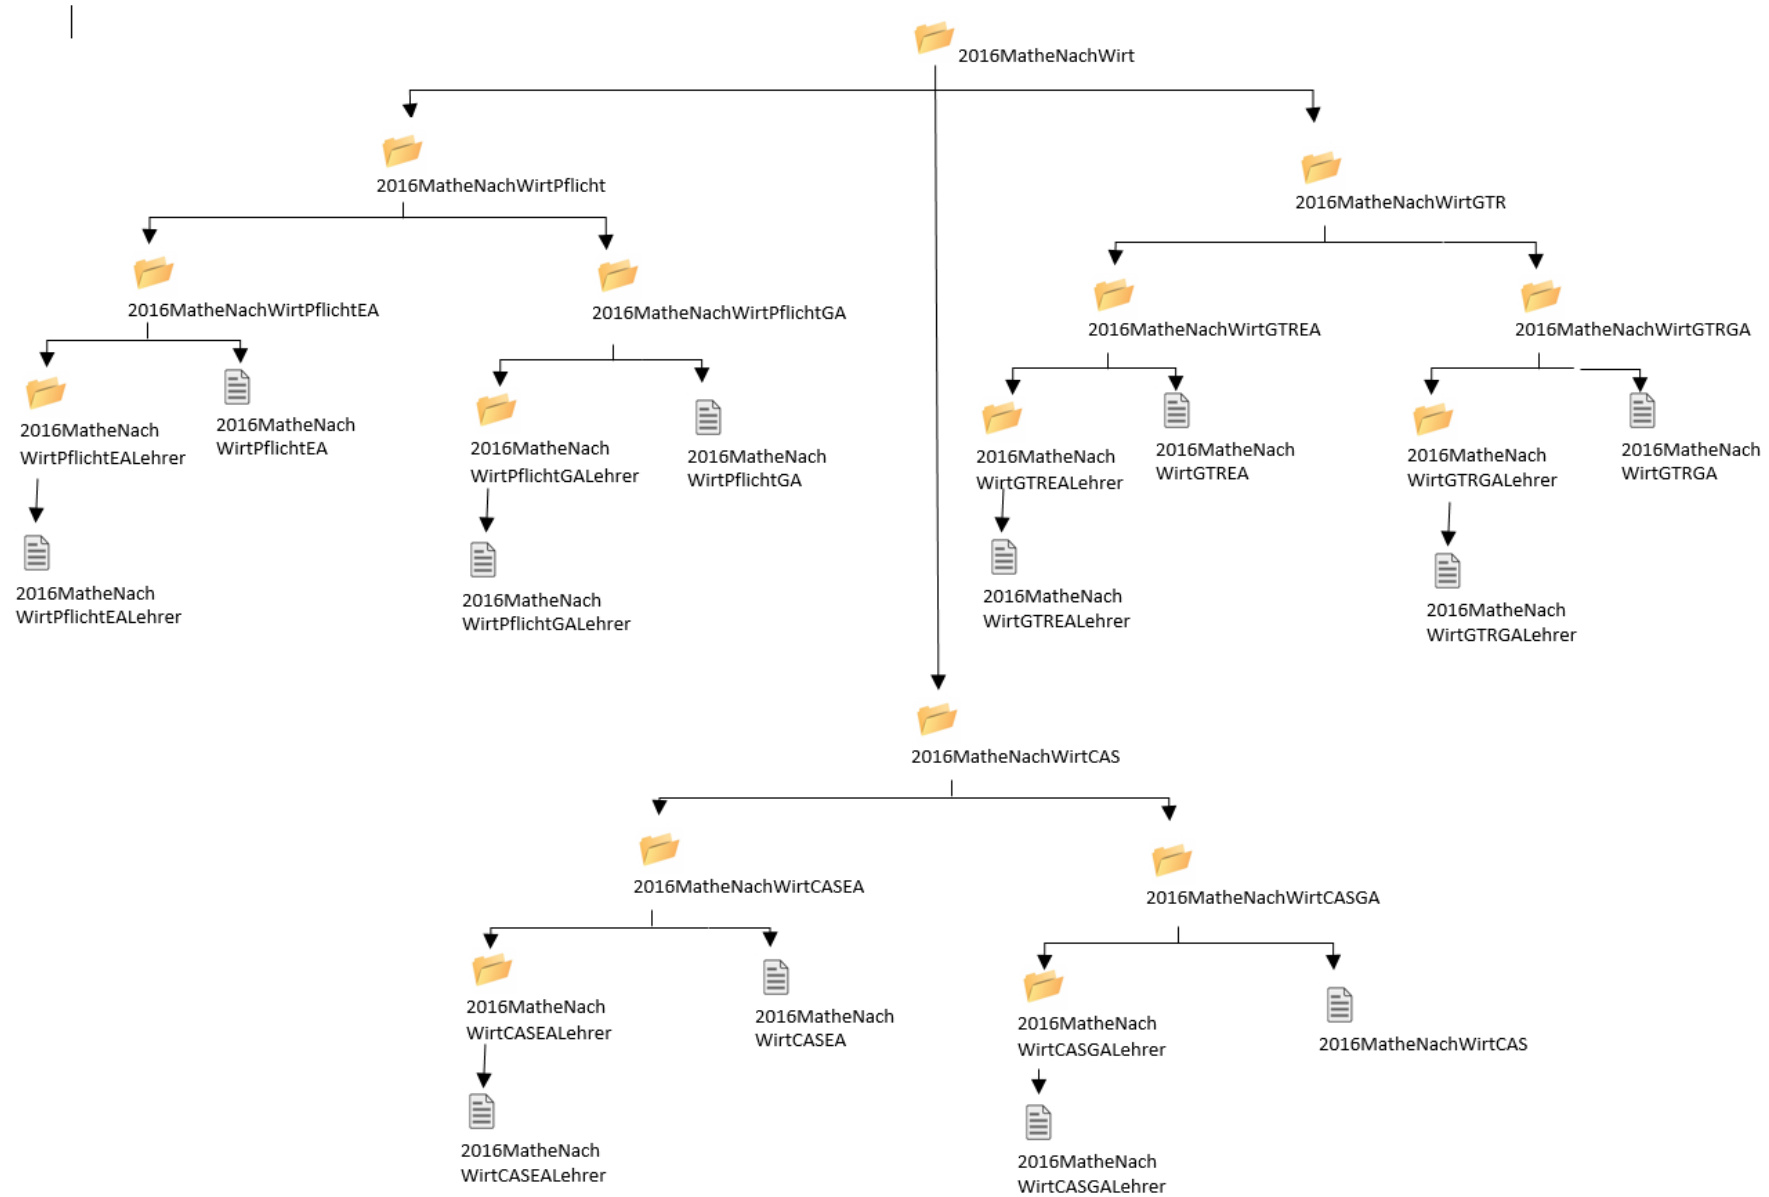 2016MatheNachWirt
2016MatheNachWirtPflicht
2016MatheNachWirtGTR
2016MatheNachWirtPflichtEA
2016MatheNachWirtPflichtGA
2016MatheNachWirtGTREA
2016MatheNachWirtGTRGA
2016MatheNach
WirtPflichtEALehrer
2016MatheNach
WirtPflichtEA
2016MatheNach
WirtPflichtGALehrer
2016MatheNach
WirtPflichtGA
2016MatheNach
WirtGTREALehrer
2016MatheNach
WirtGTREA
2016MatheNach
WirtGTRGALehrer
2016MatheNach
WirtGTRGA
2016MatheNach
WirtPflichtEALehrer
2016MatheNach
WirtPflichtGALehrer
2016MatheNach
WirtGTREALehrer
2016MatheNach
WirtGTRGALehrer
2016MatheNachWirtCAS
2016MatheNachWirtCASEA
2016MatheNachWirtCASGA
2016MatheNach
WirtCASEALehrer
2016MatheNach
WirtCASEA
2016MatheNach
WirtCASGALehrer
2016MatheNachWirtCAS
2016MatheNach
WirtCASEALehrer
2016MatheNach
WirtCASGALehrer